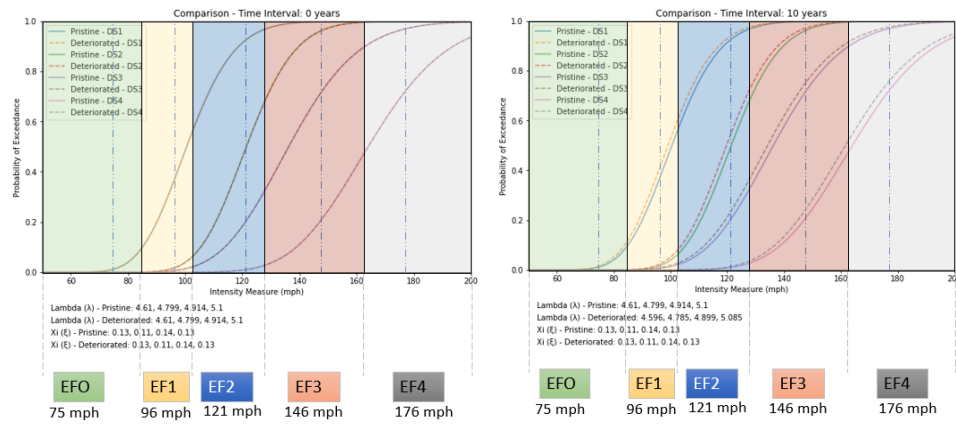 Comparison - Time Interval: 0 years
Probability of Exceedance
1.0
0.8
0.6
0.4
0.2
0.0
Pristine - DS1
Deteriorated - DS1
Pristine - DS2
Deteriorated - DS2
Pristine - DS3
Deteriorated - DS3
Pristine - DS4
Deteriorated - DS4
60 80 100 120 140 160 180 200
Intensity Measure (mph)
Lambda (λ) - Pristine: 4.61, 4.799, 4.914, 5.1
Lambda (λ) - Deteriorated: 4.61, 4.799, 4.914, 5.1
Xi (ξ) - Pristine: 0.13, 0.11, 0.14, 0.13
Xi (ξ) - Deteriorated: 0.13, 0.11, 0.14, 0.13
EFO EF1 EF2 EF3 EF4
75 mph 96 mph 121 mph 146 mph 176 mph
Comparison - Time Interval: 10 years
Probability of Exceedance
1.0
0.8
0.6
0.4
0.2
0.0
Pristine - DS1
Deteriorated - DS1
Pristine - DS2
Deteriorated - DS2
Pristine - DS3
Deteriorated - DS3
Pristine - DS4
Deteriorated - DS4
60 80 100 120 140 160 180 200
Intensity Measure (mph)
Lambda (λ) - Pristine: 4.61, 4.799, 4.914, 5.1
Lambda (λ) - Deteriorated: 4.596, 4.785, 4.899, 5.085
Xi (ξ) - Pristine: 0.13, 0.11, 0.14, 0.13
Xi (ξ) - Deteriorated: 0.13, 0.11, 0.14, 0.13
EFO EF1 EF2 EF3 EF4
75 mph 96 mph 121 mph 146 mph 176 mph